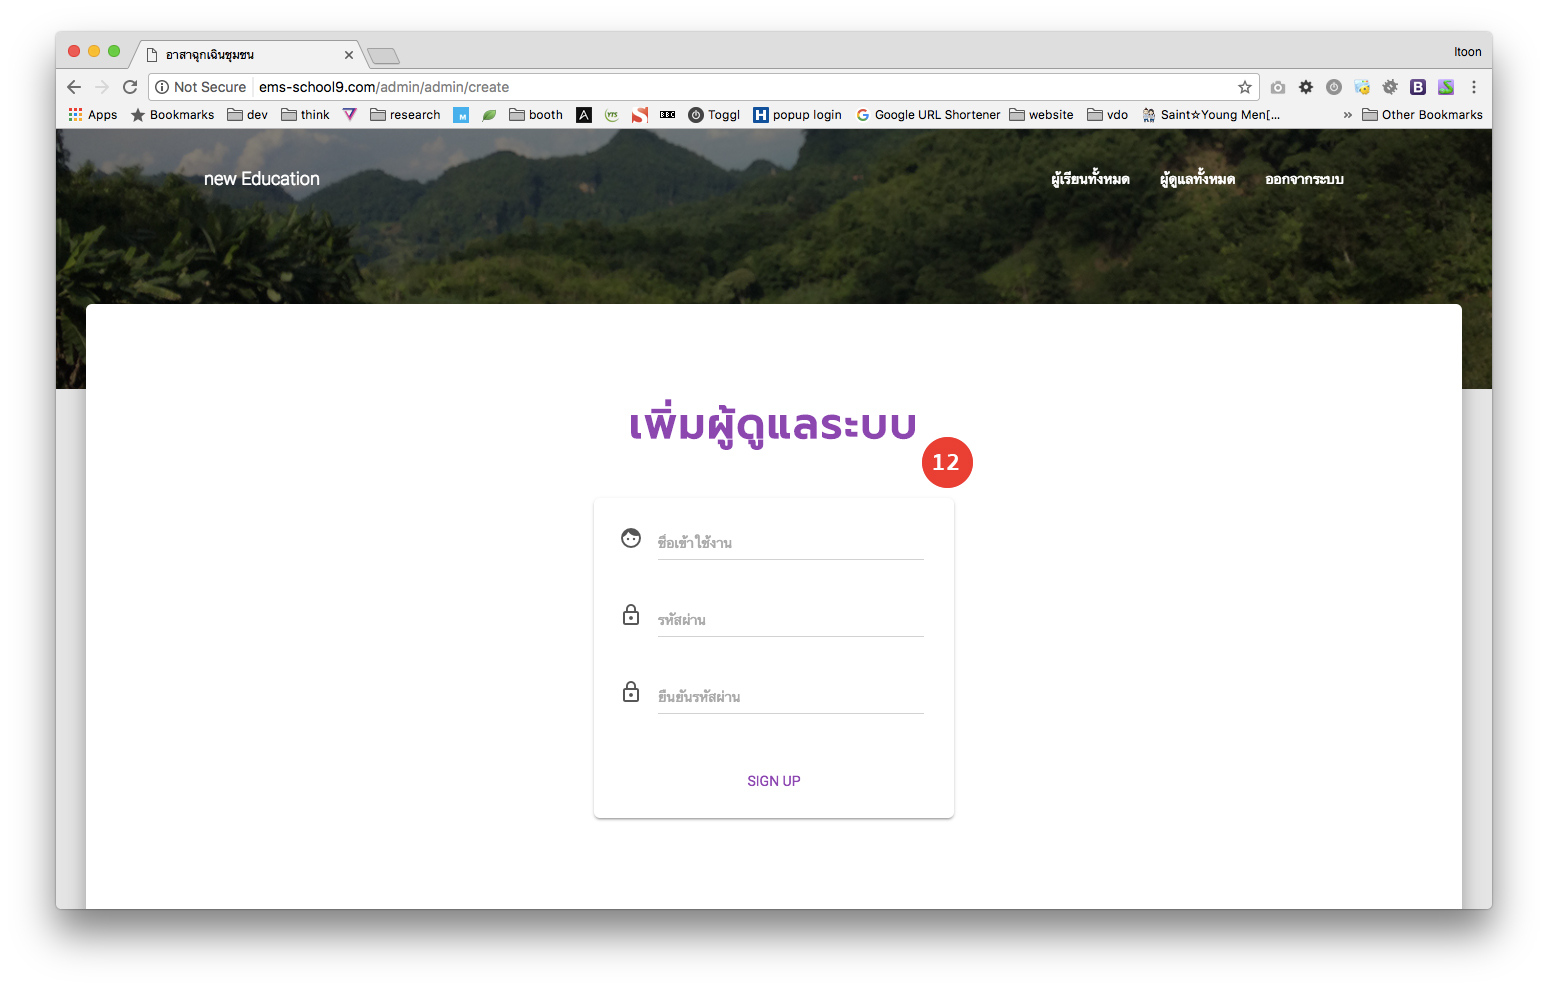 อาสาฉุกเฉินชุมชน
Itoon
Not Secure ems-school9.com/admin/admin/create
Apps Bookmarks dev think research M booth A YTS BBC Toggl H popup login Google URL Shortener website vdo Saint☆Young Men[... » Other Bookmarks
new Education ผู้เรียนทั้งหมด ผู้ดูแลทั้งหมด ออกจากระบบ
เพิ่มผู้ดูแลระบบ
12
ชื่อเข้าใช้งาน
รหัสผ่าน
ยืนยันรหัสผ่าน
SIGN UP